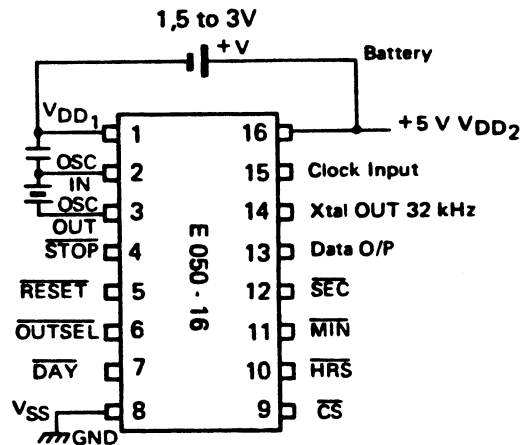 1,5 to 3V
+V
Battery
VDD1
1
16
+5 V VDD2
OSC IN
2
15
Clock Input
OSC OUT
3
14
Xtal OUT 32 kHz
STOP
4
13
Data O/P
RESET
5
12
SEC
OUTSEL
6
11
MIN
DAY
7
10
HRS
VSS
8
9
CS
GND
E 050 - 16